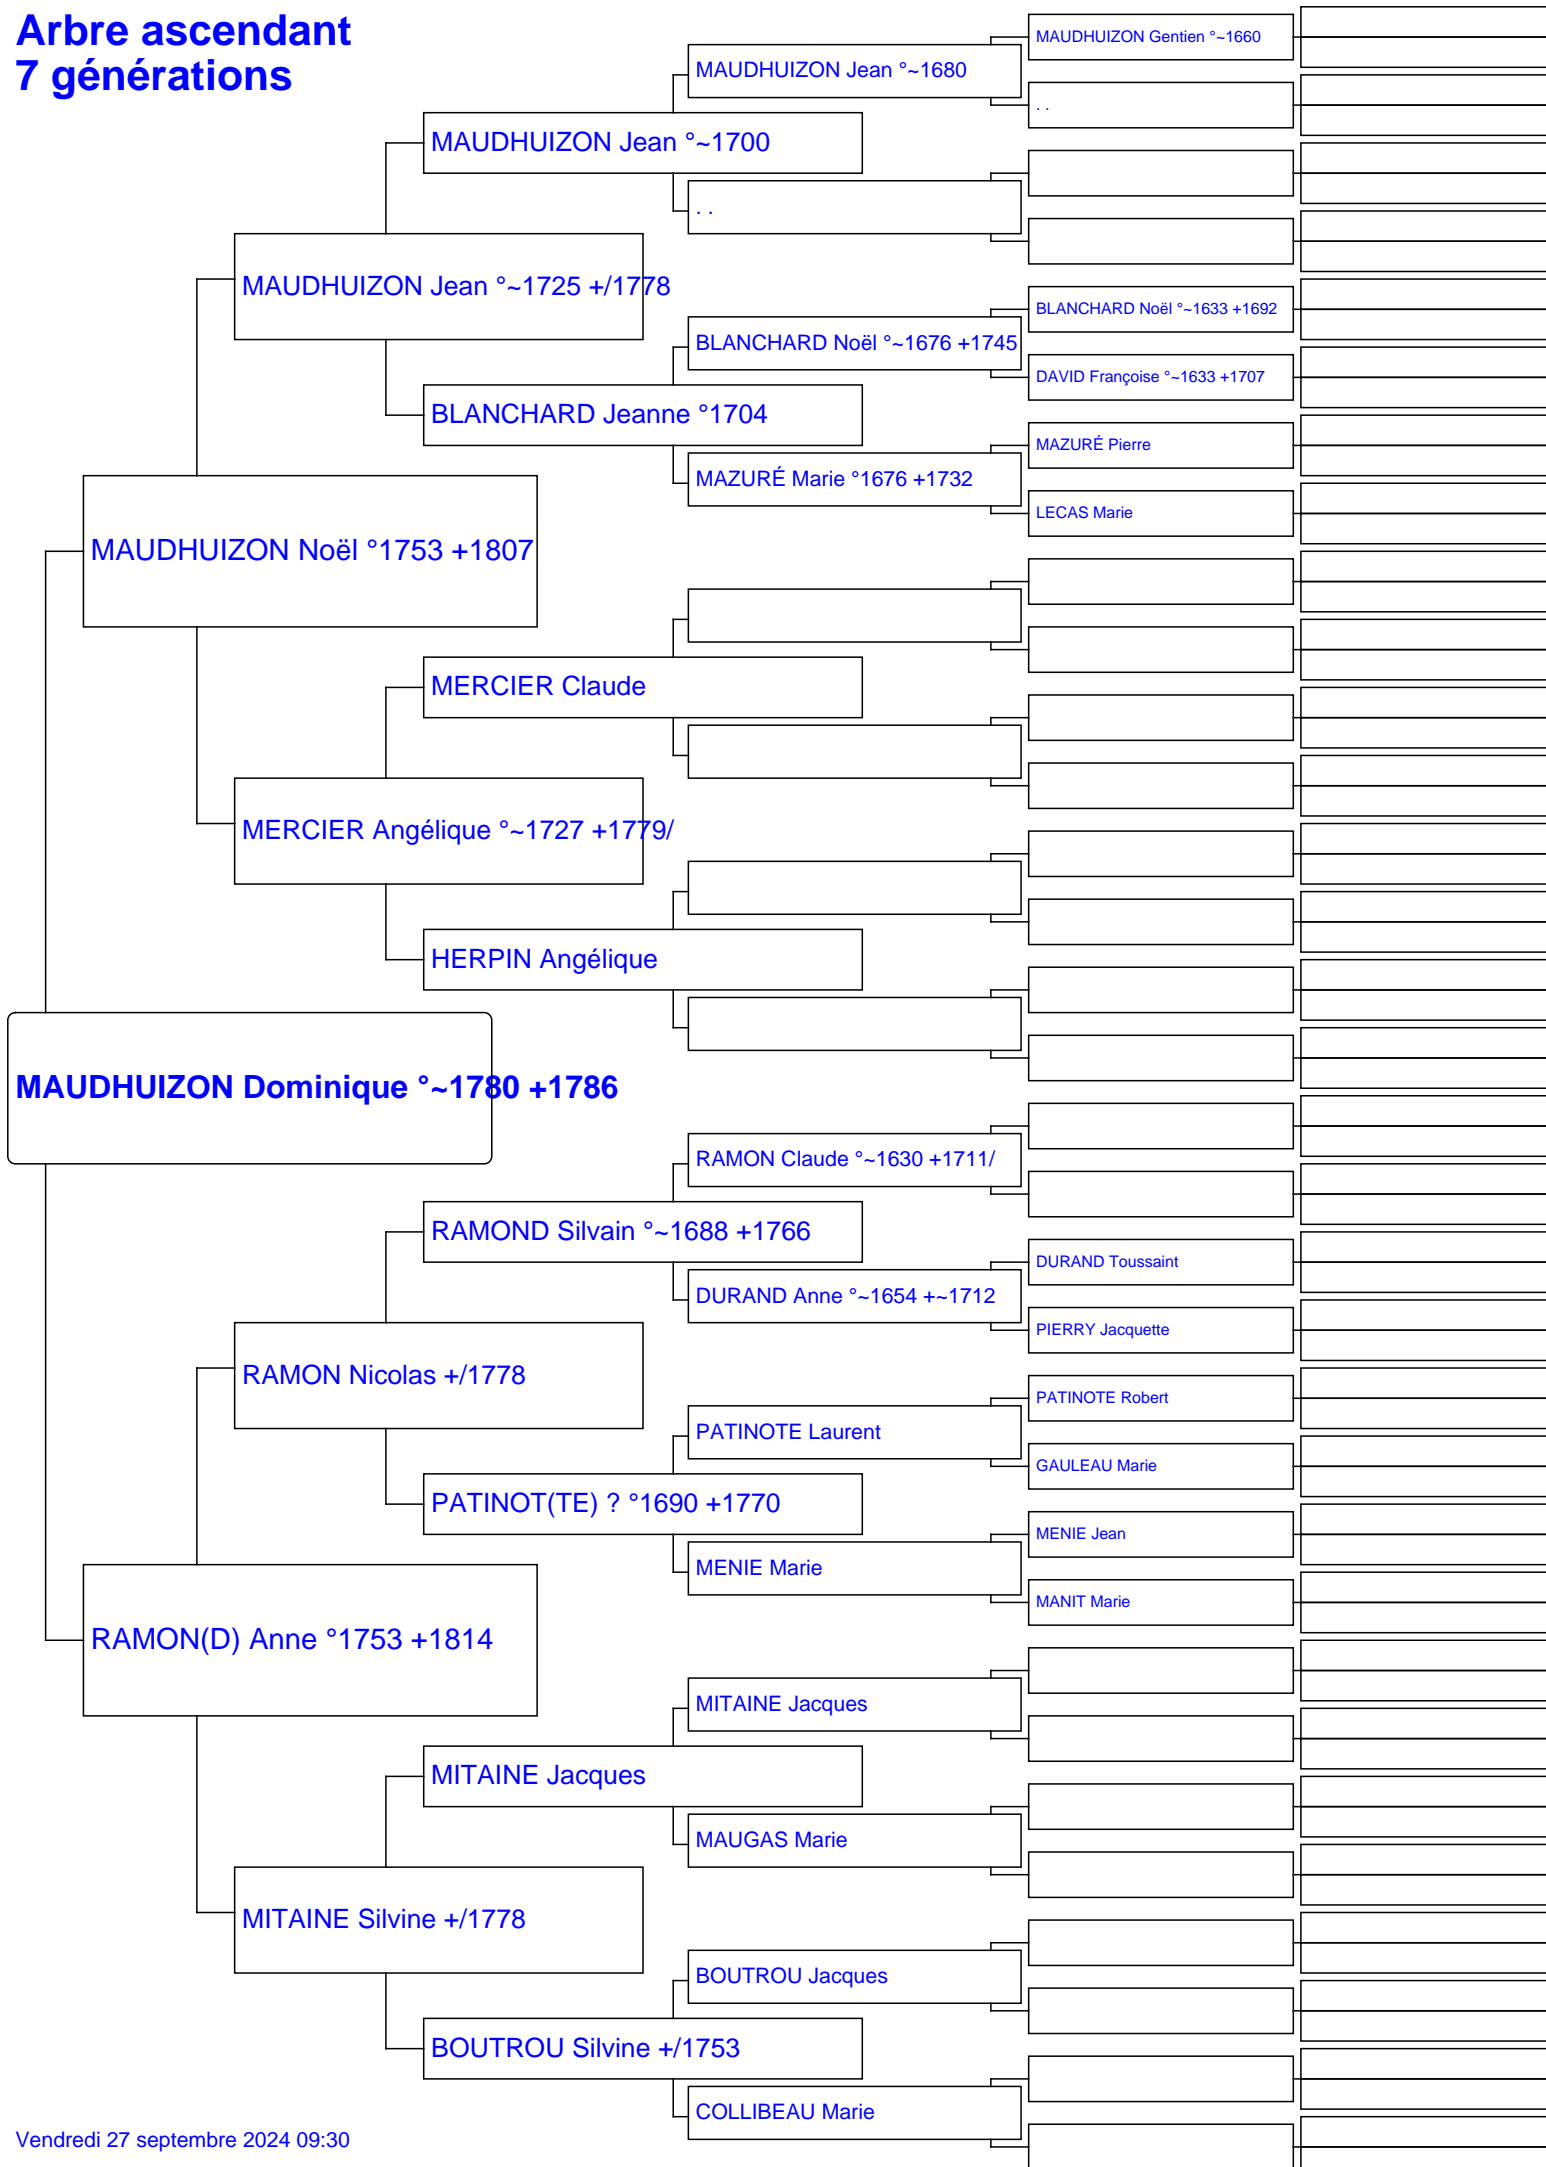 Arbre ascendant
7 générations
MAUDHUIZON Gentien °~1660
MAUDHUIZON Jean °~1680
. .
MAUDHUIZON Jean °~1700
. .
MAUDHUIZON Jean °~1725 +/1778
BLANCHARD Noël °~1633 +1692
BLANCHARD Noël °~1676 +1745
DAVID Françoise °~1633 +1707
BLANCHARD Jeanne °1704
MAZURÉ Pierre
MAZURÉ Marie °1676 +1732
LECAS Marie
MAUDHUIZON Noël °1753 +1807
MERCIER Claude
MERCIER Angélique °~1727 +1779/
HERPIN Angélique
MAUDHUIZON Dominique °~1780 +1786
RAMON Claude °~1630 +1711/
RAMOND Silvain °~1688 +1766
DURAND Toussaint
DURAND Anne °~1654 +~1712
PIERRY Jacquette
RAMON Nicolas +/1778
PATINOTE Robert
PATINOTE Laurent
GAULEAU Marie
PATINOT(TE) ? °1690 +1770
MENIE Jean
MENIE Marie
MANIT Marie
RAMON(D) Anne °1753 +1814
MITAINE Jacques
MITAINE Jacques
MAUGAS Marie
MITAINE Silvine +/1778
BOUTROU Jacques
BOUTROU Silvine +/1753
COLLIBEAU Marie
Vendredi 27 septembre 2024 09:30